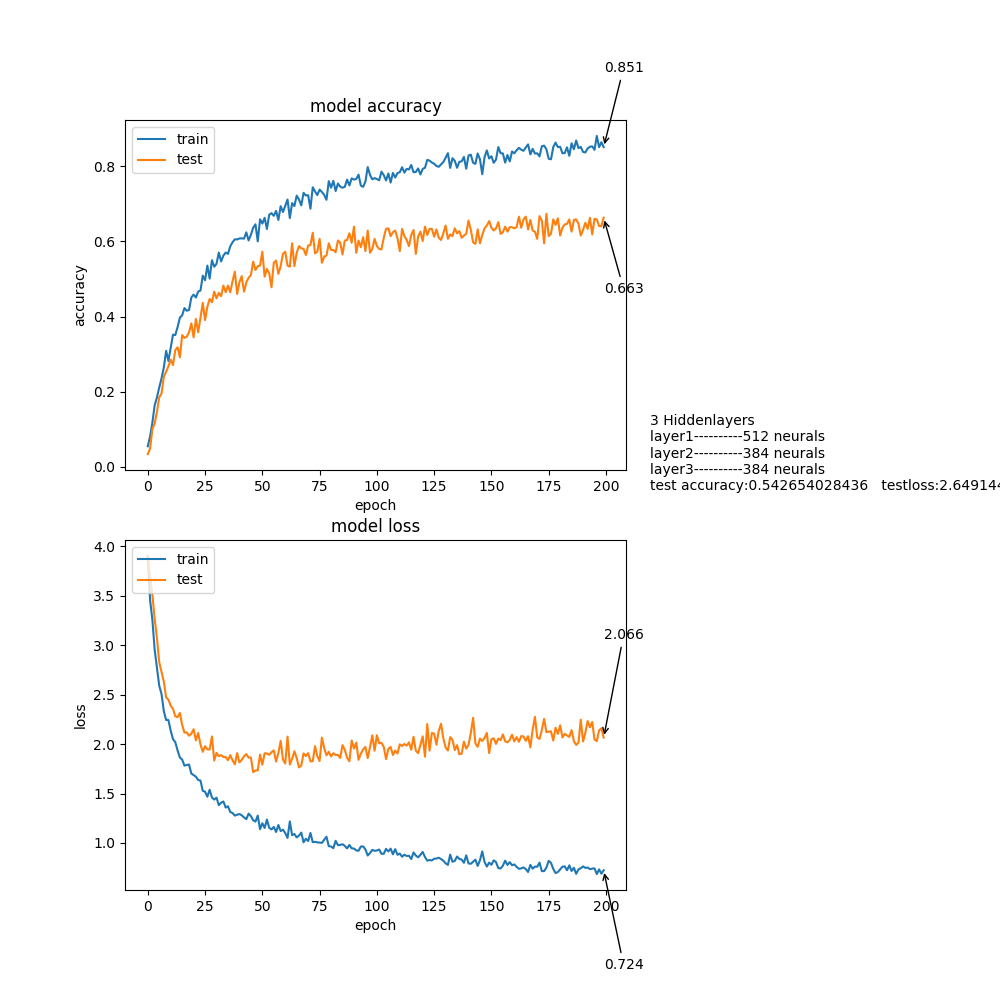 0.851
model accuracy
train
test
0.8
0.6
0.4
0.2
0.0
accuracy
0.663
0 25 50 75 100 125 150 175 200
epoch
3 Hiddenlayers
layer1----------512 neurals
layer2----------384 neurals
layer3----------384 neurals
test accuracy:0.542654028436 testloss:2.649144
model loss
train
test
4.0
3.5
3.0
2.5
2.0
1.5
1.0
loss
2.066
0 25 50 75 100 125 150 175 200
epoch
0.724